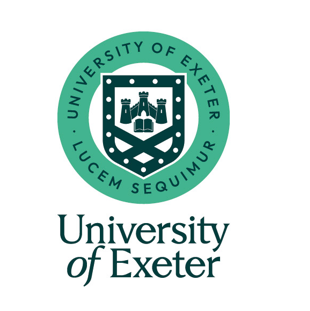 UNIVERSITY OF EXETER
· LUCEM SEQUIMUR ·
University
of Exeter